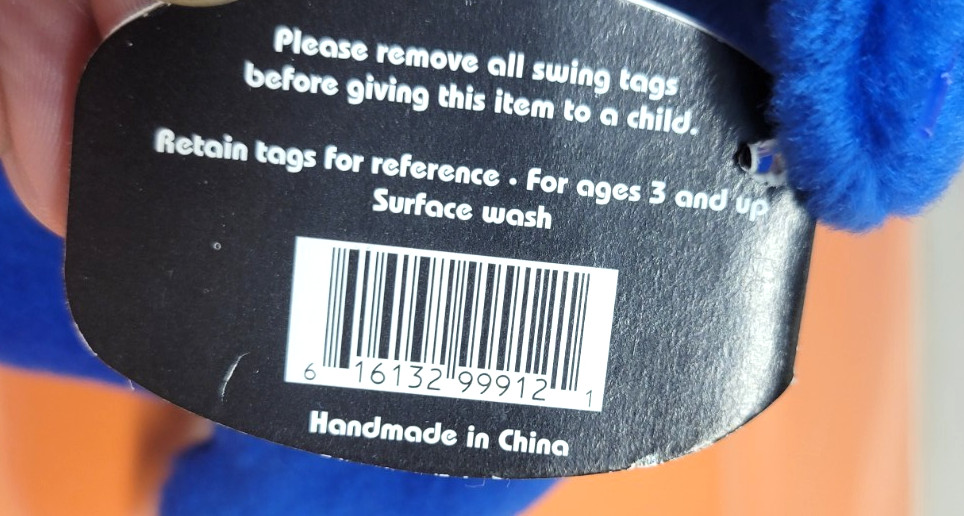 Please remove all swing tags
before giving this item to a child.
Retain tags for reference · For ages 3 and up
Surface wash
6 16132 99912 1
Handmade in China